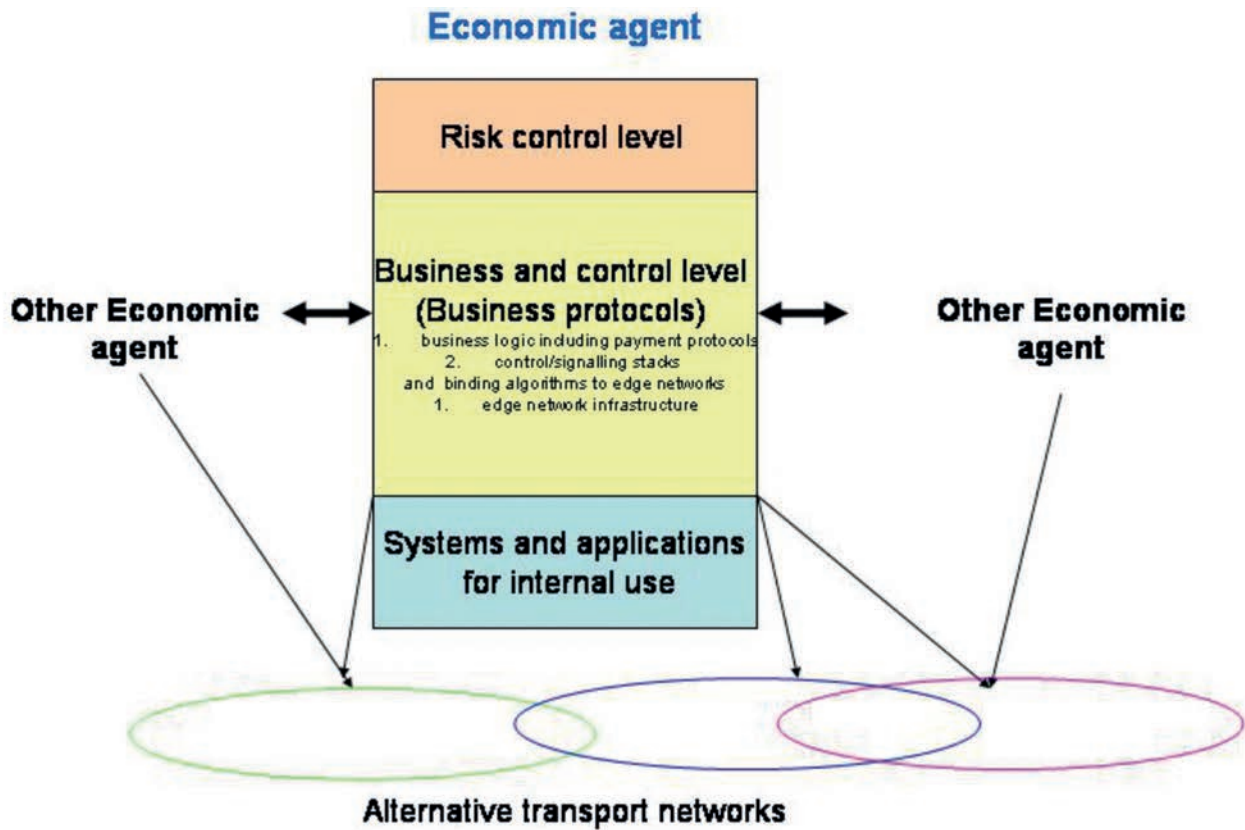 Economic agent
Risk control level
Business and control level
(Business protocols)
1. business logic including payment protocols
2. control/signalling stacks
and binding algorithms to edge networks
1. edge network infrastructure
Other Economic
agent
Other Economic
agent
Systems and applications
for internal use
Alternative transport networks